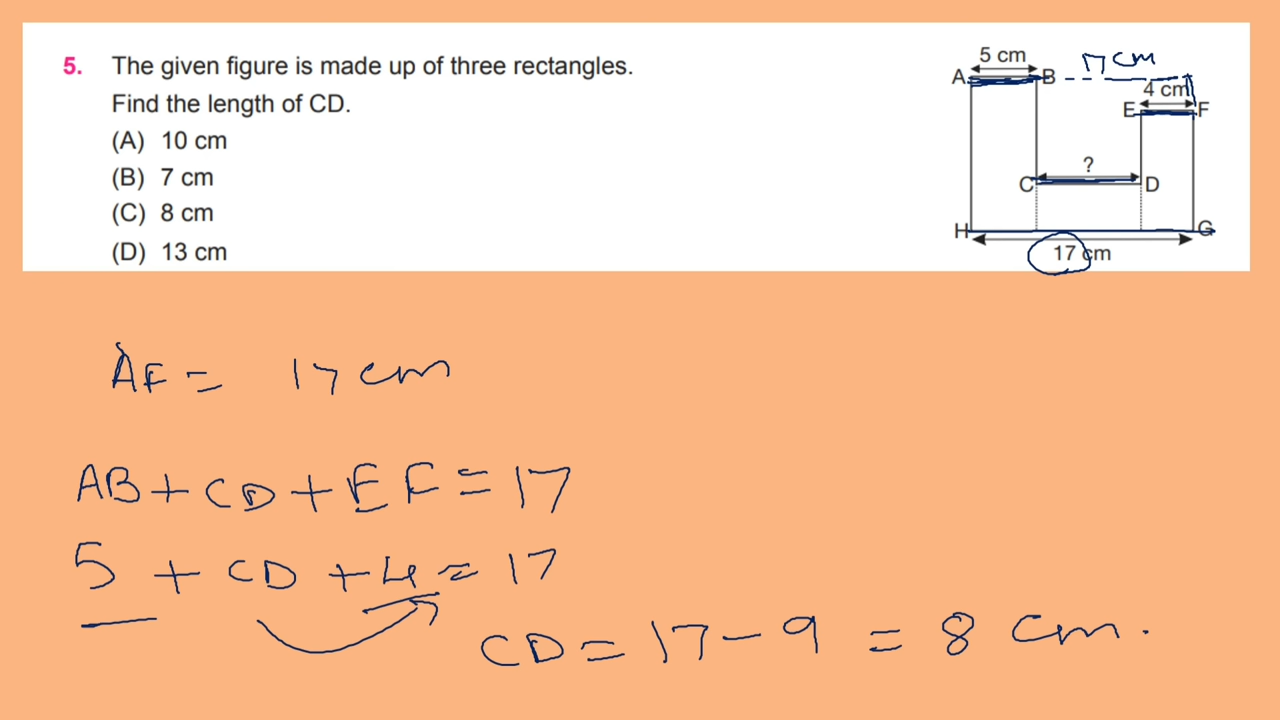 5. The given figure is made up of three rectangles.
Find the length of CD.
(A) 10 cm
(B) 7 cm
(C) 8 cm
(D) 13 cm
5 cm
A B 17 cm
4 cm
E F
?
C D
H G
17 cm
AF = 17 cm
AB + CD + EF = 17
5 + CD + 4 = 17
CD = 17 - 9 = 8 cm.